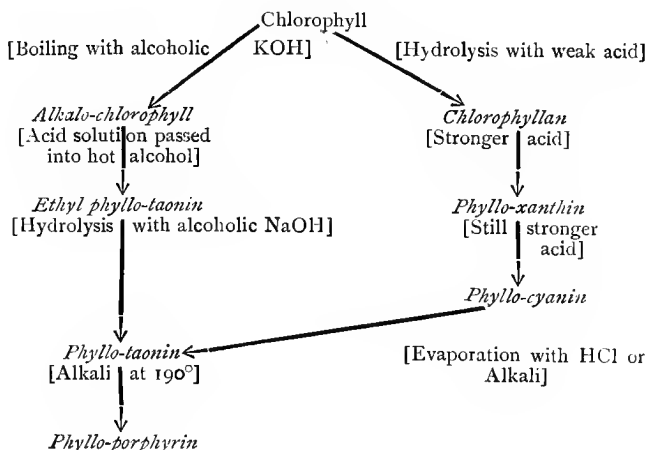 Chlorophyll
[Boiling with alcoholic KOH] [Hydrolysis with weak acid]
Alkalo-chlorophyll Chlorophyllan
[Acid solution passed [Stronger acid]
into hot alcohol]
Ethyl phyllo-taonin Phyllo-xanthin
[Hydrolysis with alcoholic NaOH] [Still stronger
acid]
Phyllo-cyanin
Phyllo-taonin [Evaporation with HCl or
[Alkali at 190°] Alkali]
Phyllo-porphyrin